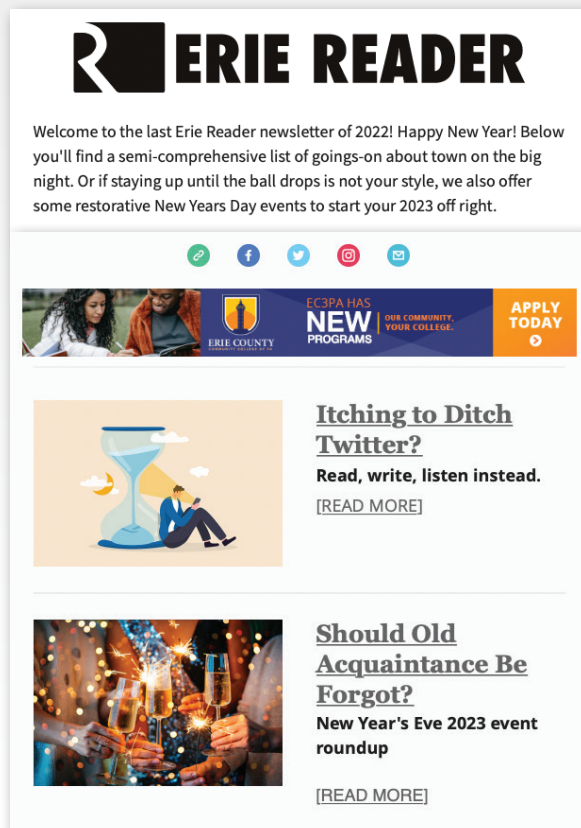 ERIE READER
Welcome to the last Erie Reader newsletter of 2022! Happy New Year! Below
you'll find a semi-comprehensive list of goings-on about town on the big
night. Or if staying up until the ball drops is not your style, we also offer
some restorative New Years Day events to start your 2023 off right.
ERIE COUNTY
COMMUNITY COLLEGE OF PA
EC3PA HAS
NEW
PROGRAMS
OUR COMMUNITY,
YOUR COLLEGE.
APPLY
TODAY
Itching to Ditch
Twitter?
Read, write, listen instead.
[READ MORE]
Should Old
Acquaintance Be
Forgot?
New Year's Eve 2023 event
roundup
[READ MORE]